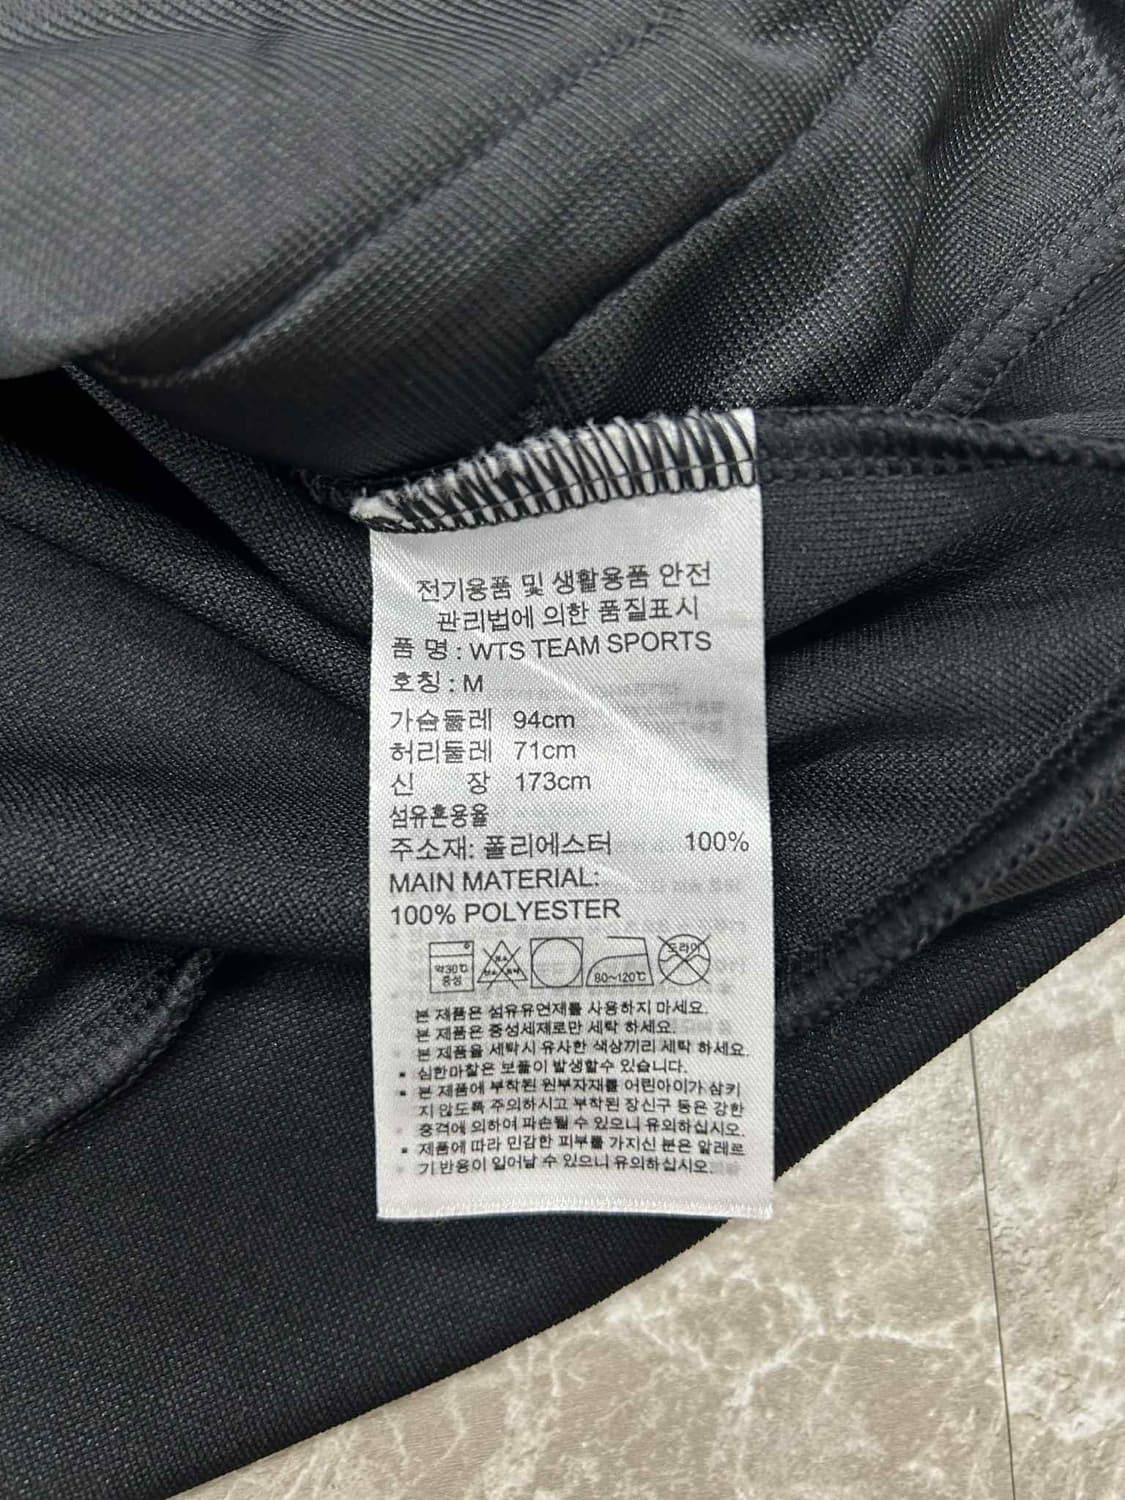 전기용품 및 생활용품 안전
관리법에 의한 품질표시
품 명 : WTS TEAM SPORTS
호칭 : M
가슴둘레 94cm
허리둘레 71cm
신 장 173cm
섬유혼용율
주소재: 폴리에스터 100%
MAIN MATERIAL:
100% POLYESTER
약30℃
중성
80~120℃
드라이
본 제품은 섬유유연제를 사용하지 마세요.
본 제품은 중성세제로만 세탁 하세요.
본 제품을 세탁시 유사한 색상끼리 세탁 하세요.
심한마찰은 보풀이 발생할수 있습니다.
본 제품에 부착된 원부자재를 어린아이가 삼키
지 않도록 주의하시고 부착된 장신구 등은 강한
충격에 의하여 파손될 수 있으니 유의하십시오.
제품에 따라 민감한 피부를 가지신 분은 알레르
기 반응이 일어날 수 있으니 유의하십시오.